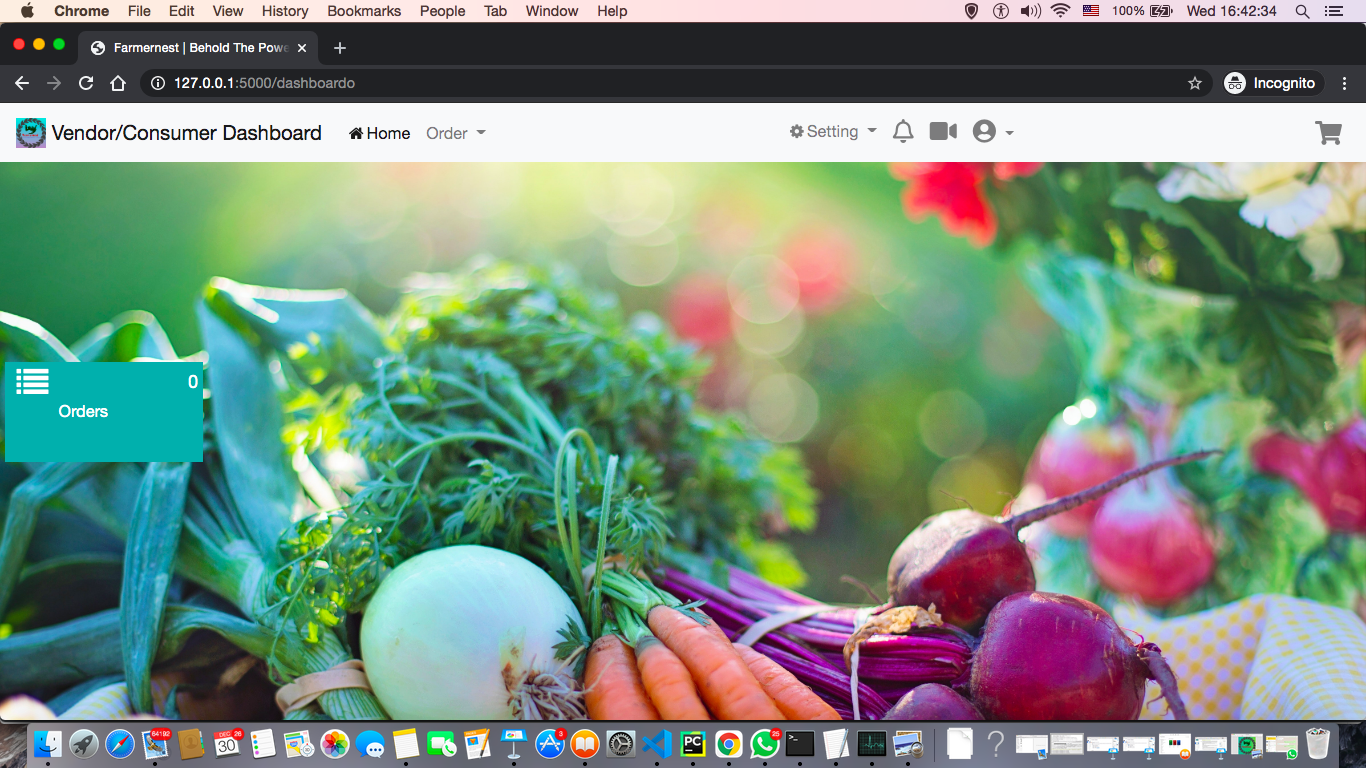 Chrome File Edit View History Bookmarks People Tab Window Help 100% Wed 16:42:34
Farmernest | Behold The Powe
127.0.0.1:5000/dashboardo Incognito
Vendor/Consumer Dashboard Home Order Setting
0
Orders
84192 DEC 26 30 3 PC 25 >_